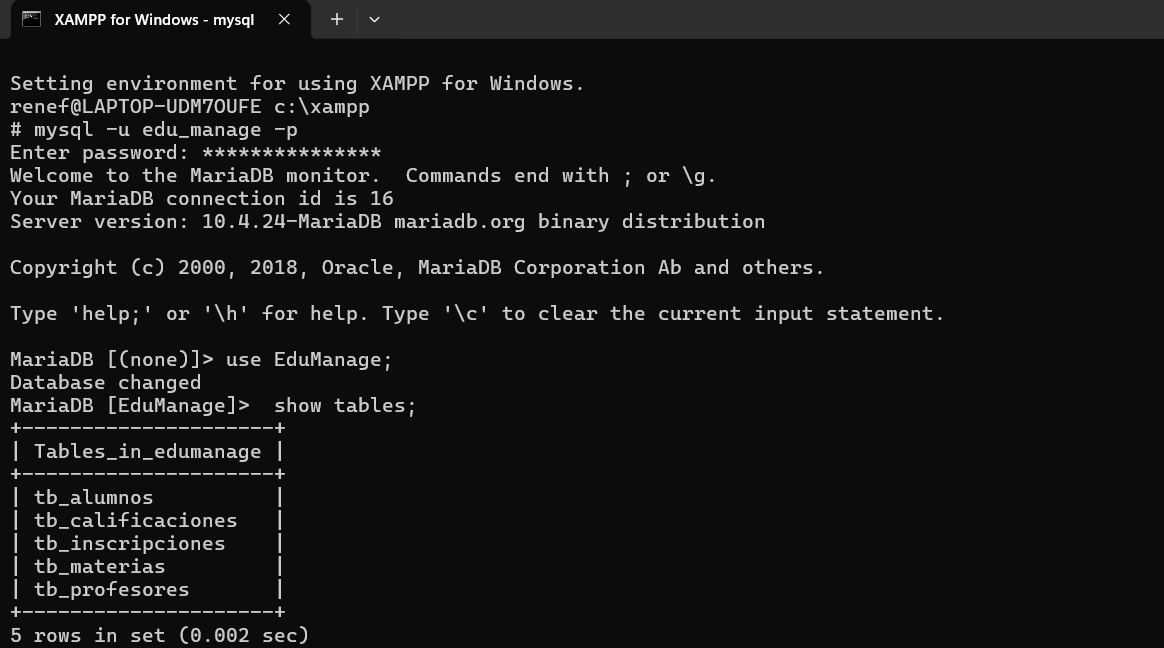 XAMPP for Windows - mysql
Setting environment for using XAMPP for Windows.
renef@LAPTOP-UDM7OUFE c:\xampp
# mysql -u edu_manage -p
Enter password: ***************
Welcome to the MariaDB monitor.  Commands end with ; or \g.
Your MariaDB connection id is 16
Server version: 10.4.24-MariaDB mariadb.org binary distribution
Copyright (c) 2000, 2018, Oracle, MariaDB Corporation Ab and others.
Type 'help;' or '\h' for help. Type '\c' to clear the current input statement.
MariaDB [(none)]> use EduManage;
Database changed
MariaDB [EduManage]>  show tables;
+---------------------+
| Tables_in_edumanage |
+---------------------+
| tb_alumnos          |
| tb_calificaciones   |
| tb_inscripciones    |
| tb_materias         |
| tb_profesores       |
+---------------------+
5 rows in set (0.002 sec)